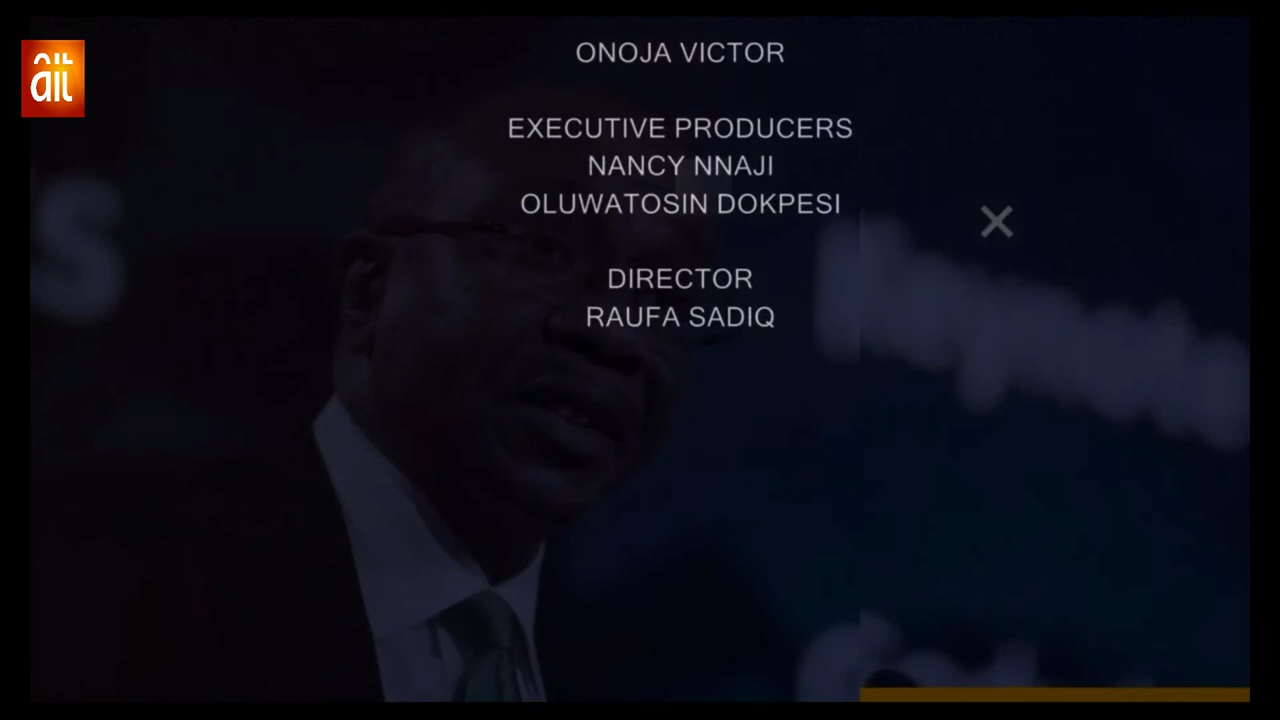 ait
ONOJA VICTOR
EXECUTIVE PRODUCERS
NANCY NNAJI
OLUWATOSIN DOKPESI
DIRECTOR
RAUFA SADIQ